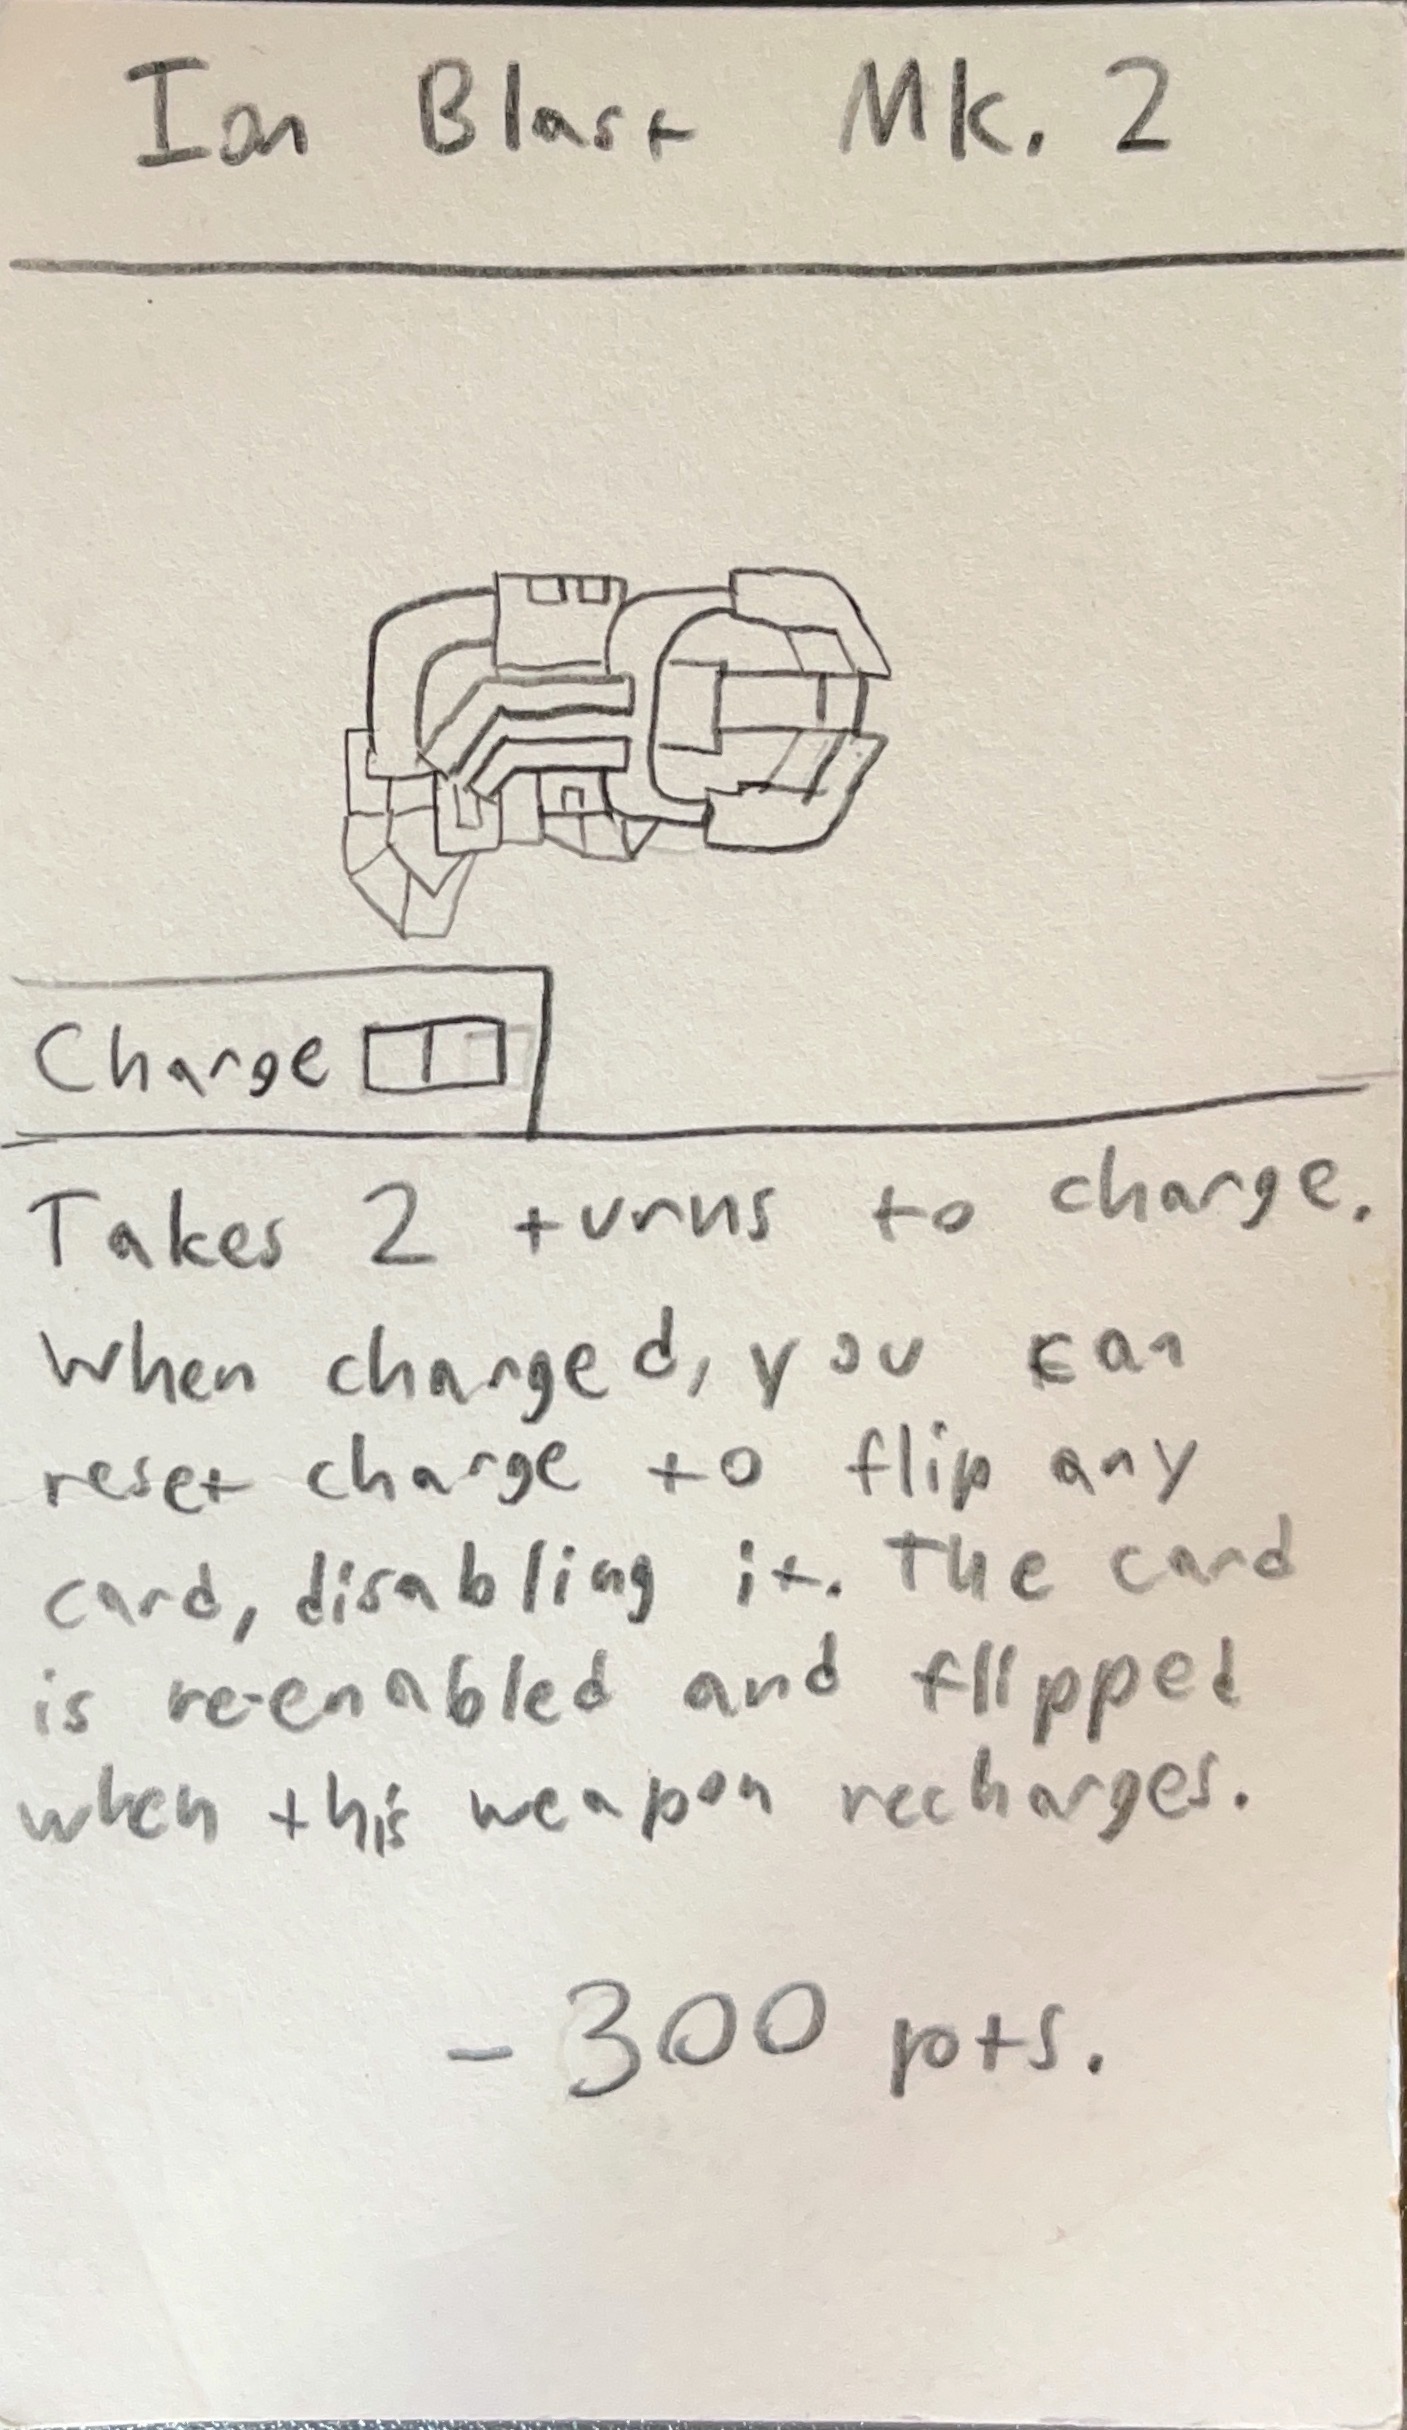 Ion Blast Mk. 2
Charge
Takes 2 turns to charge.
When charged, you can
reset charge to flip any
card, disabling it. The card
is re-enabled and flipped
when this weapon recharges.
- 300 pts.